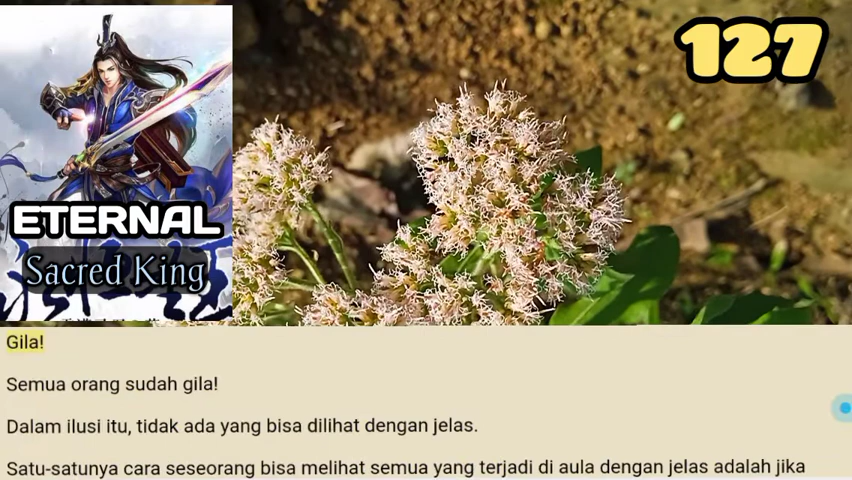 127
ETERNAL
Sacred King
Gila!
Semua orang sudah gila!
Dalam ilusi itu, tidak ada yang bisa dilihat dengan jelas.
Satu-satunya cara seseorang bisa melihat semua yang terjadi di aula dengan jelas adalah jika